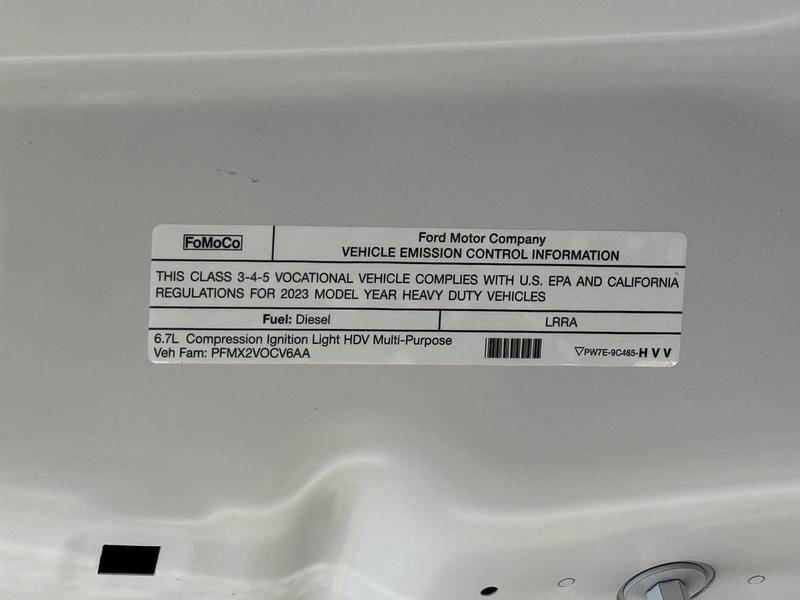 FoMoCo
Ford Motor Company
VEHICLE EMISSION CONTROL INFORMATION
THIS CLASS 3-4-5 VOCATIONAL VEHICLE COMPLIES WITH U.S. EPA AND CALIFORNIA
REGULATIONS FOR 2023 MODEL YEAR HEAVY DUTY VEHICLES
Fuel: Diesel
LRRA
6.7L Compression Ignition Light HDV Multi-Purpose
Veh Fam: PFMX2VOCV6AA
▽PW7E-9C485-H V V